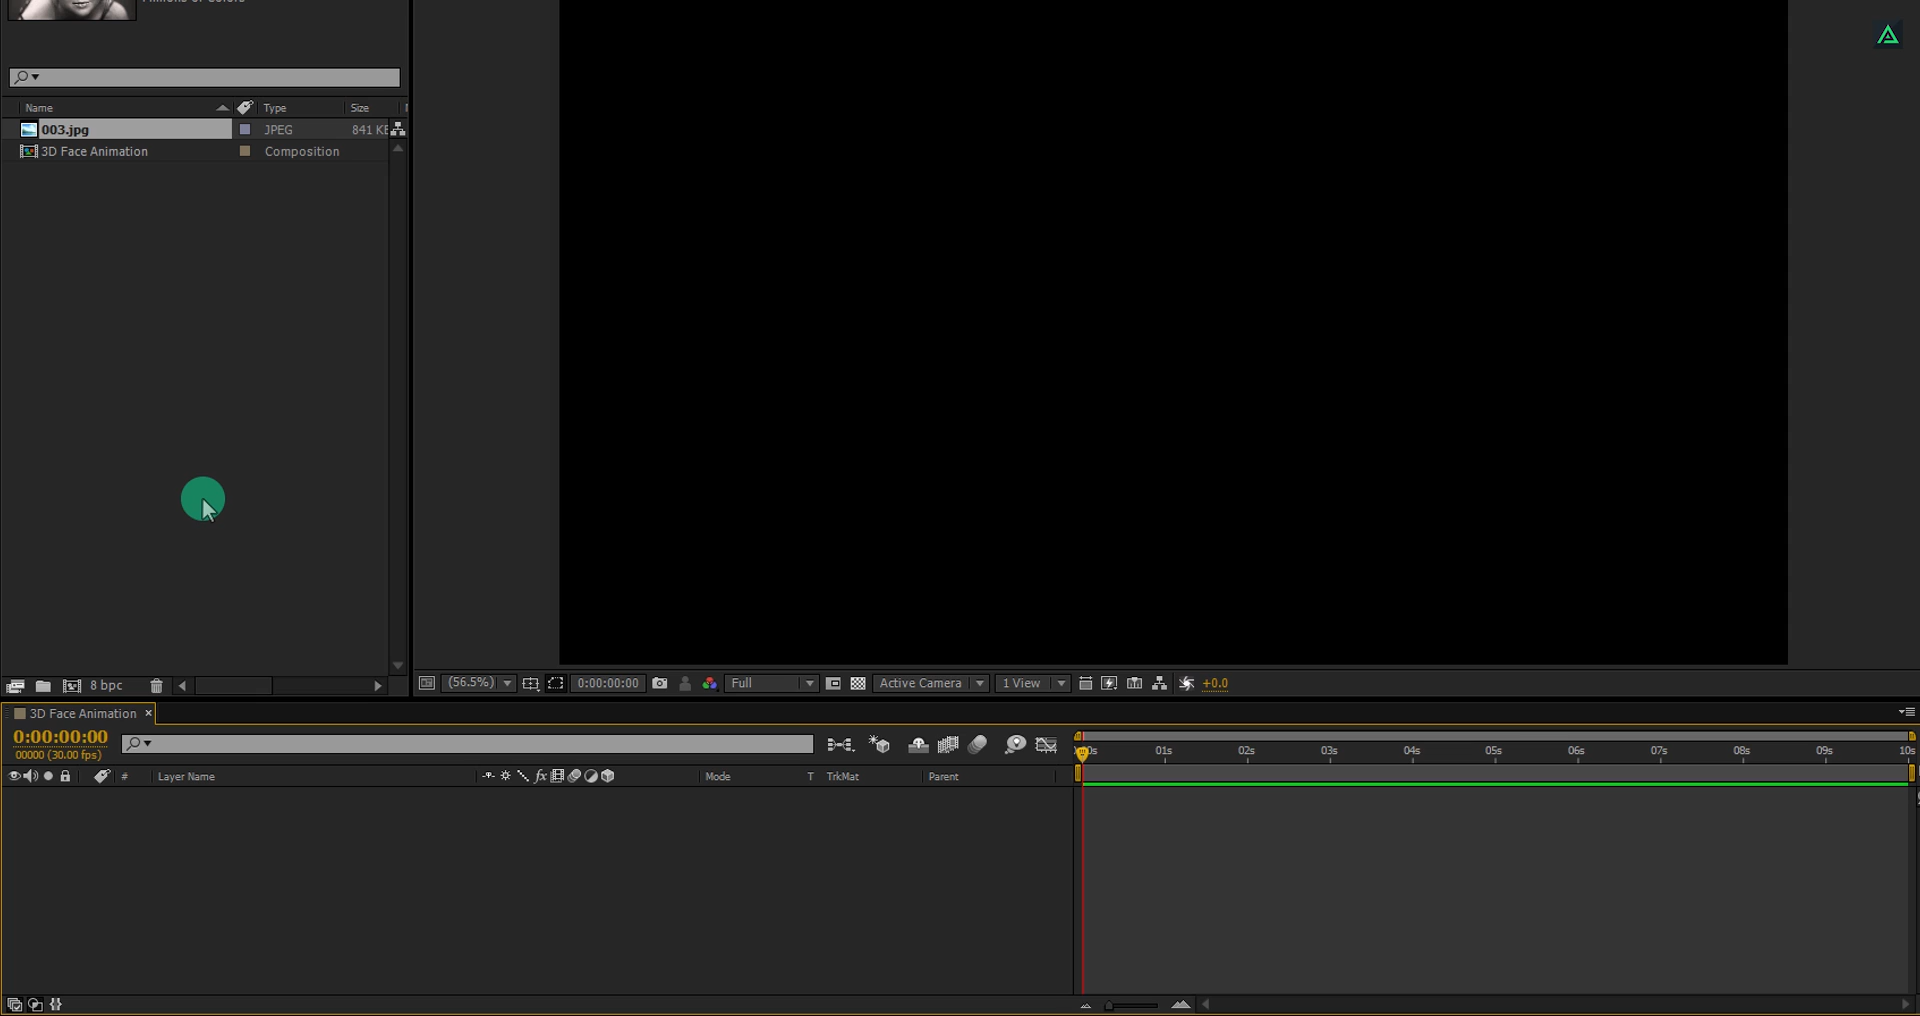 Name Type Size
003.jpg JPEG 841 KE
3D Face Animation Composition
8 bpc
(56.5%) 0:00:00:00 Full Active Camera 1 View +0.0
3D Face Animation ×
0:00:00:00
00000 (30.00 fps)
01s 02s 03s 04s 05s 06s 07s 08s 09s 10s
# Layer Name fx Mode T TrkMat Parent